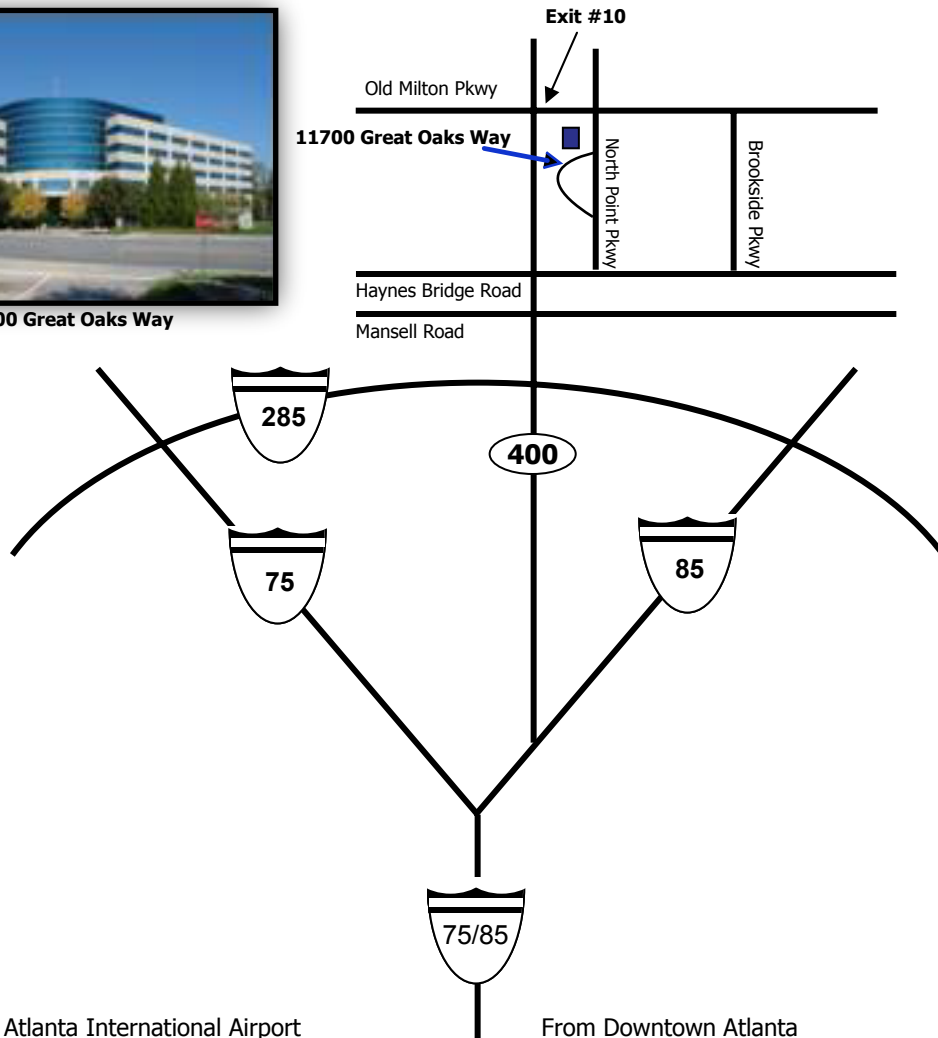 Exit #10
Old Milton Pkwy
11700 Great Oaks Way
North Point Pkwy
Brookside Pkwy
Haynes Bridge Road
00 Great Oaks Way
Mansell Road
285
400
75
85
75/85
Atlanta International Airport
From Downtown Atlanta